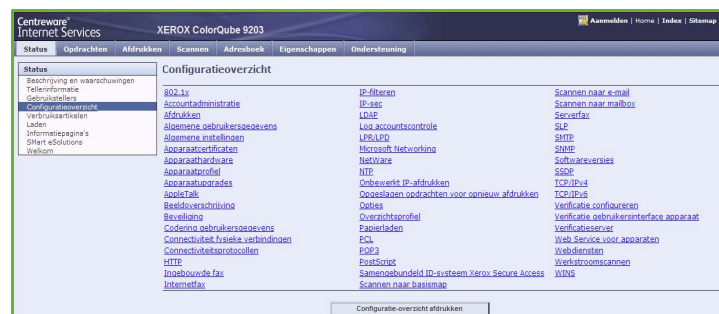 Centreware®
Internet Services
XEROX ColorQube 9203
Anmelden | Home | Index | Sitemap
Status Opdrachten Afdrukken Scannen Adresboek Eigenschappen Ondersteuning
Status
Beschrijving en waarschuwingen
Tellerinformatie
Gebruikstellers
Configuratieoverzicht
Verbruiksartikelen
Laden
Informatiepagina's
SMart eSolutions
Welkom
Configuratieoverzicht
802.1x
Accountadministratie
Afdrukken
Algemene gebruikersgegevens
Algemene instellingen
Apparaatcertificaten
Apparaathardware
Apparaatprofiel
Apparaatupgrades
AppleTalk
Beeldoverschrijving
Beveiliging
Codering gebruikersgegevens
Connectiviteit fysieke verbindingen
Connectiviteitsprotocollen
HTTP
Ingebouwde fax
Internetfax
IP-filteren
IP-sec
LDAP
Log accountscontrole
LPR/LPD
Microsoft Networking
NetWare
NTP
Onbewerkt IP-afdrukken
Opgeslagen opdrachten voor opnieuw afdrukken
Opties
Overzichtsprofiel
Papierladen
PCL
POP3
PostScript
Samengebundeld ID-systeem Xerox Secure Access
Scannen naar basismap
Scannen naar e-mail
Scannen naar mailbox
Serverfax
SLP
SMTP
SNMP
Softwareversies
SSDP
TCP/IPv4
TCP/IPv6
Verificatie configureren
Verificatie gebruikersinterface apparaat
Verificatieserver
Web Service voor apparaten
Webdiensten
Werkstroomscannen
WINS
Configuratie-overzicht afdrukken